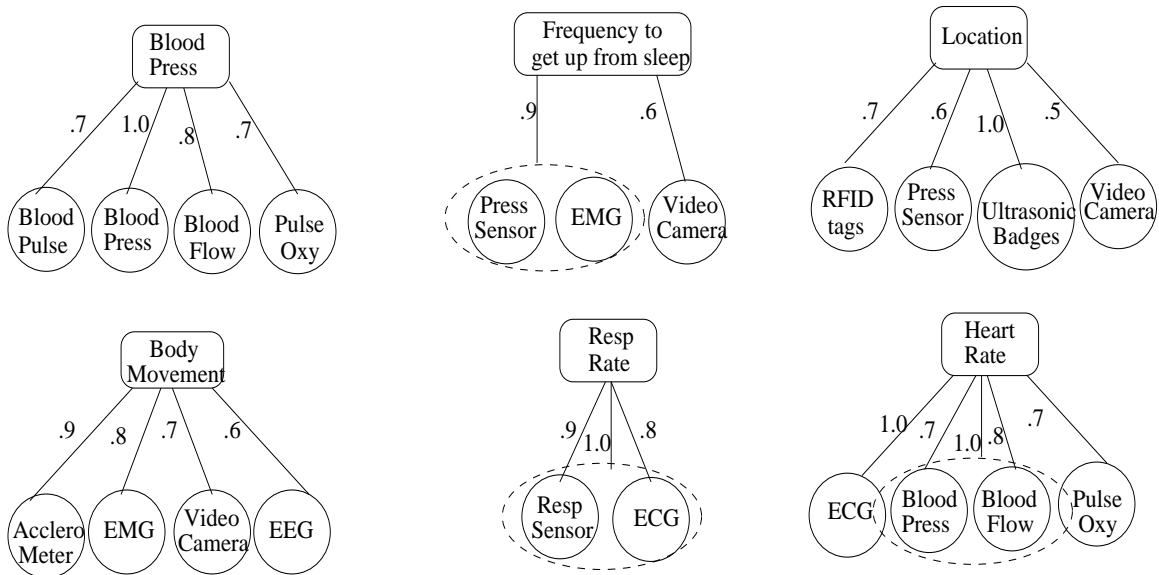 Blood
Press
.7
1.0
.8
.7
Blood
Pulse
Blood
Press
Blood
Flow
Pulse
Oxy
Frequency to
get up from sleep
.9
.6
Press
Sensor
EMG
Video
Camera
Location
.7
.6
1.0
.5
RFID
tags
Press
Sensor
Ultrasonic
Badges
Video
Camera
Body
Movement
.9
.8
.7
.6
Acclero
Meter
EMG
Video
Camera
EEG
Resp
Rate
.9
1.0
.8
Resp
Sensor
ECG
Heart
Rate
1.0
.7
1.0
.8
.7
ECG
Blood
Press
Blood
Flow
Pulse
Oxy